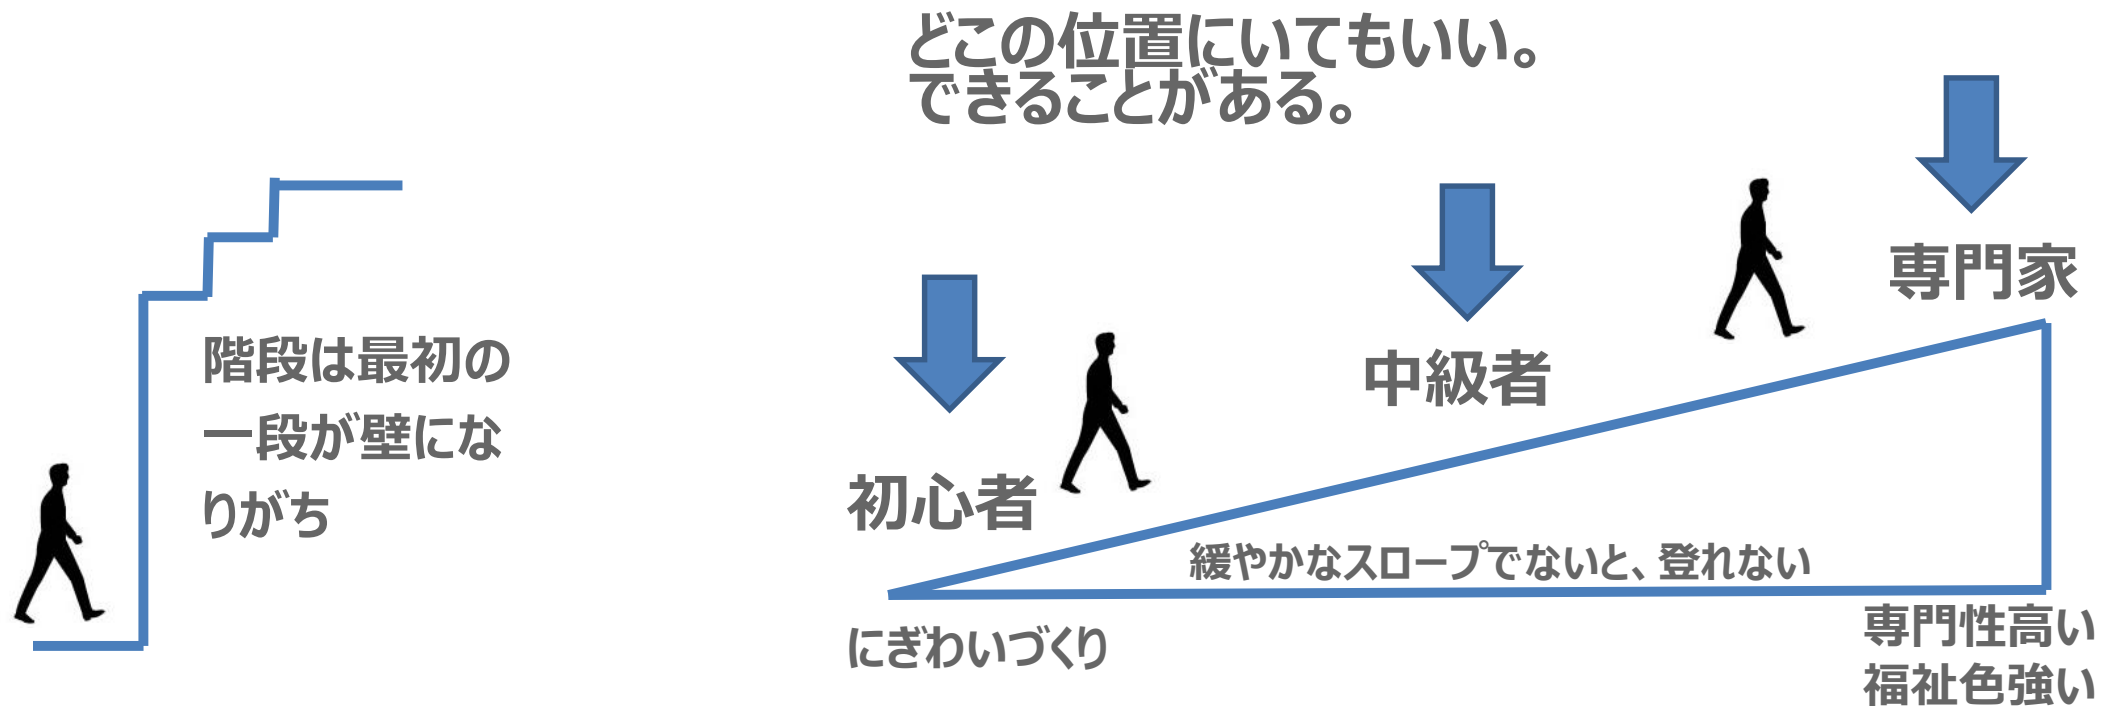 どこの位置にいてもいい。
できることがある。
階段は最初の
一段が壁にな
りがち
専門家
中級者
初心者
緩やかなスロープでないと、登れない
にぎわいづくり
専門性高い
福祉色強い